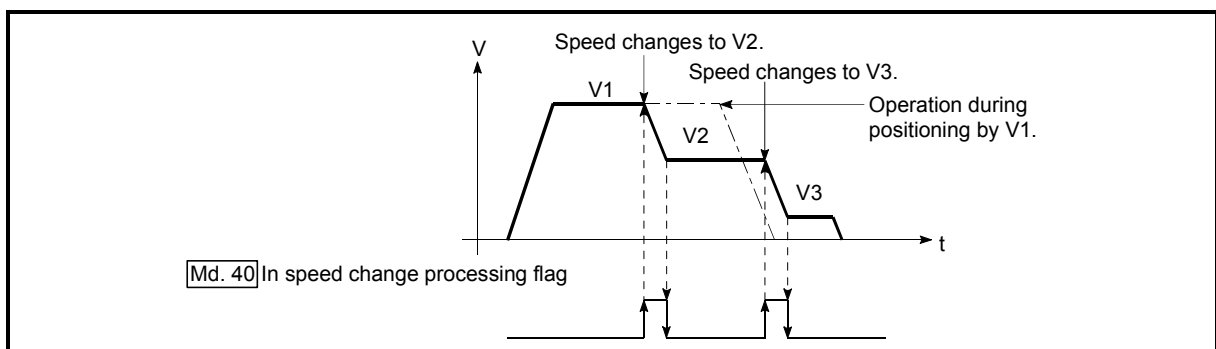 Speed changes to V2.
V
Speed changes to V3.
V1
Operation during
positioning by V1.
V2
V3
t
Md. 40 In speed change processing flag